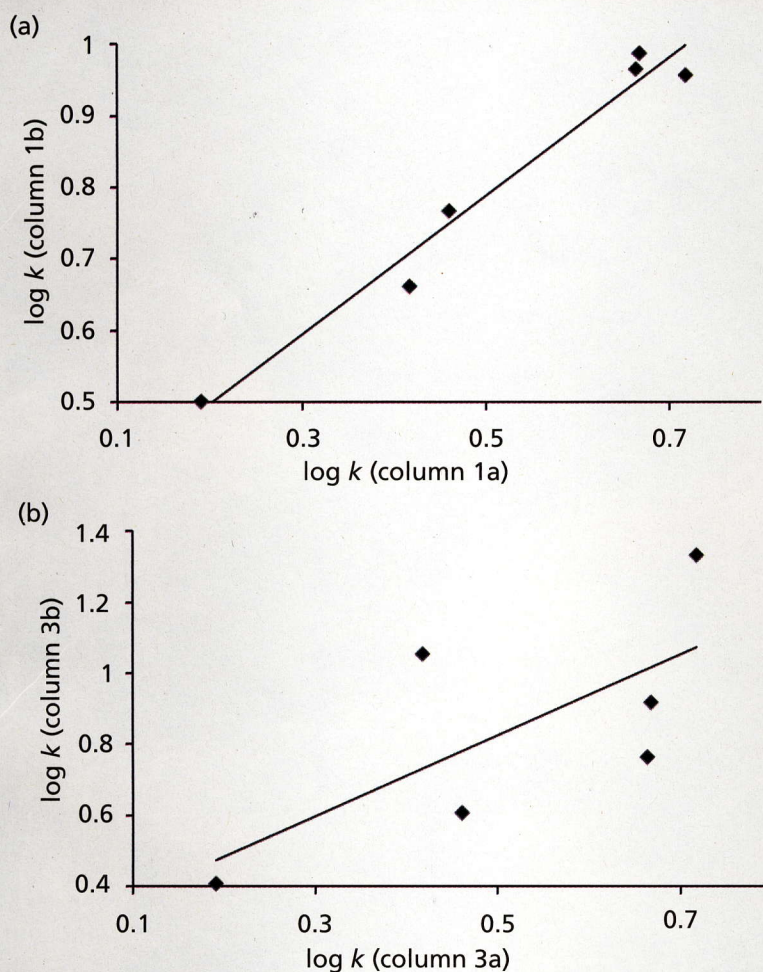 (a)
1
0.9
0.8
0.7
0.6
0.5
log k (column 1b)
0.1 0.3 0.5 0.7
log k (column 1a)
(b)
1.4
1.2
1
0.8
0.6
0.4
log k (column 3b)
0.1 0.3 0.5 0.7
log k (column 3a)